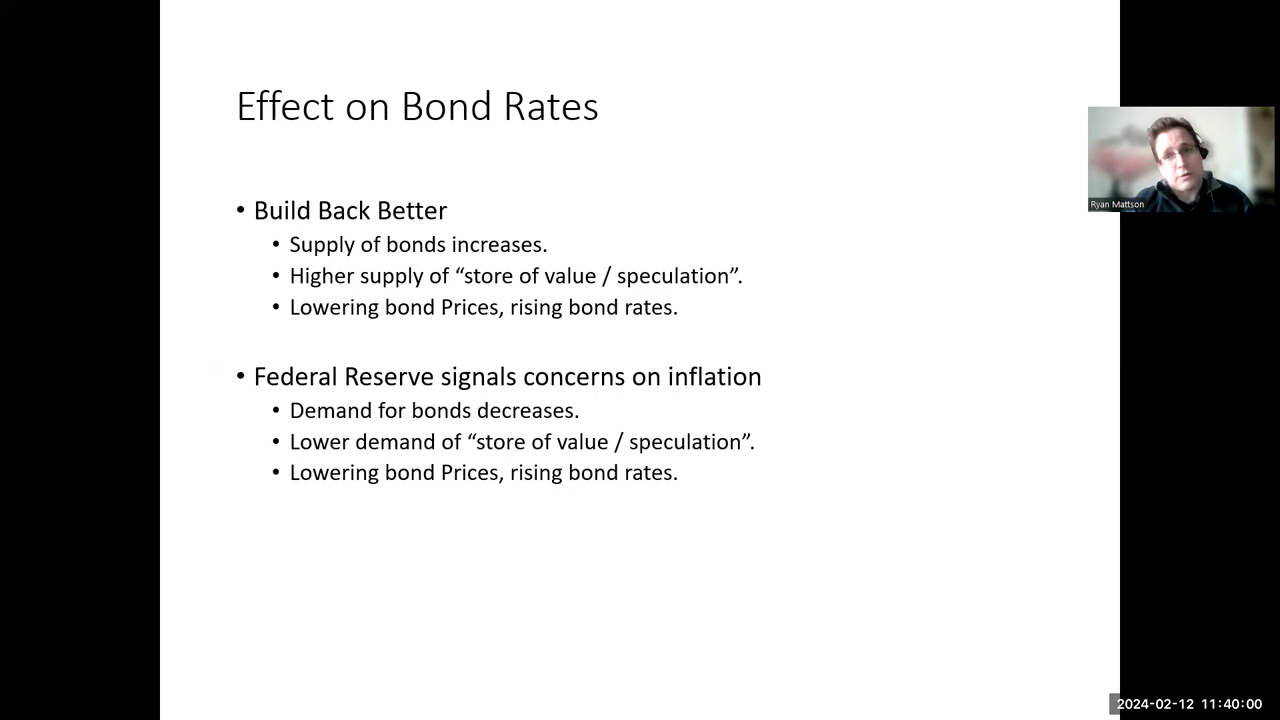 Effect on Bond Rates
• Build Back Better
• Supply of bonds increases.
• Higher supply of “store of value / speculation”.
• Lowering bond Prices, rising bond rates.
• Federal Reserve signals concerns on inflation
• Demand for bonds decreases.
• Lower demand of “store of value / speculation”.
• Lowering bond Prices, rising bond rates.
Ryan Mattson
2024-02-12 11:40:00